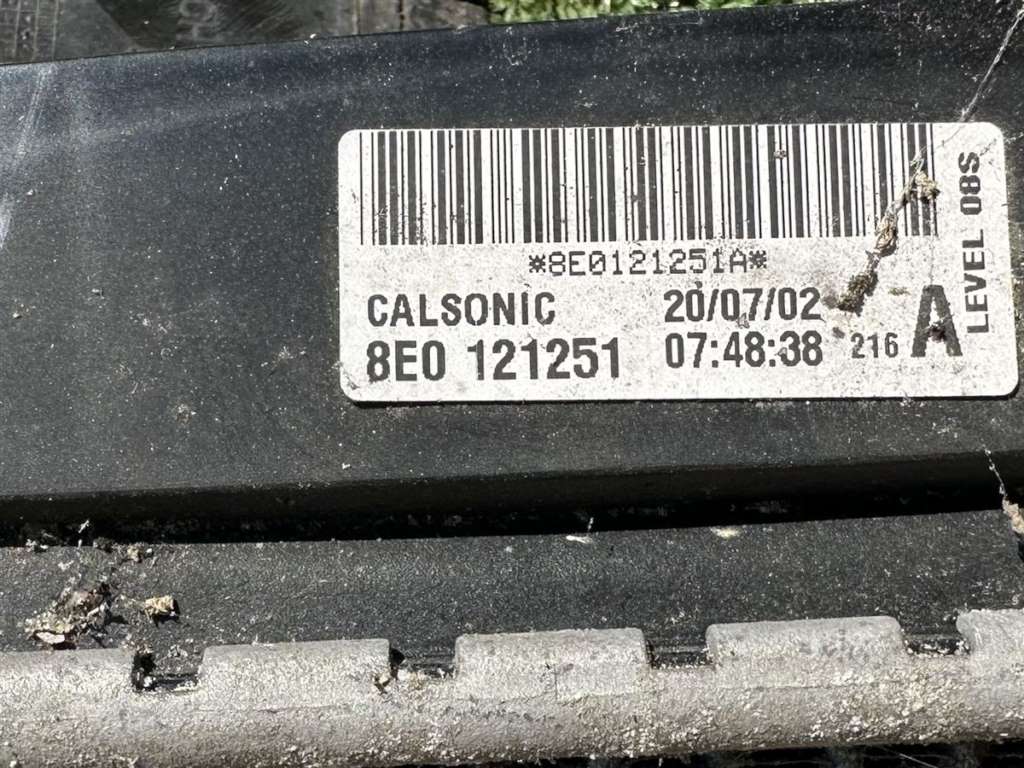 *8E0121251A*
CALSONIC 20/07/02
8E0 121251 07:48:38 216 A
LEVEL 08S